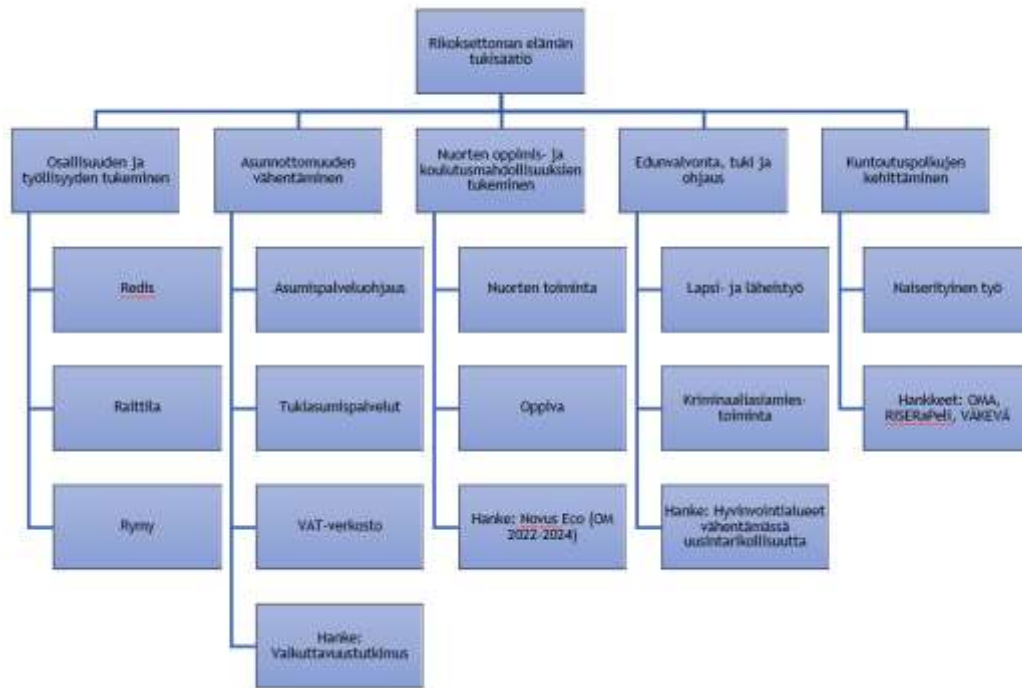 Rikoksettoman elämän
tukisäätiö
Osallisuuden ja
työllisyyden tukeminen
Asunnottomuuden
vähentäminen
Nuorten oppimis- ja
koulutusmahdollisuuksien
tukeminen
Edunvalvonta, tuki ja
ohjaus
Kuntoutuspolkujen
kehittäminen
Redis
Asumispalveluohjaus
Nuorten toiminta
Lapsi- ja läheistyö
Naiserityinen työ
Raittila
Tukiasumispalvelut
Oppiva
Kriminaaliasiamies-
toiminta
Hankkeet: OMA,
RISERaPeli, VÄKEVÄ
Rymy
VAT-verkosto
Hanke: Novus Eco (OM
2022-2024)
Hanke: Hyvinvointialueet
vähentämässä
uusintarikollisuutta
Hanke:
Vaikuttavuustutkimus